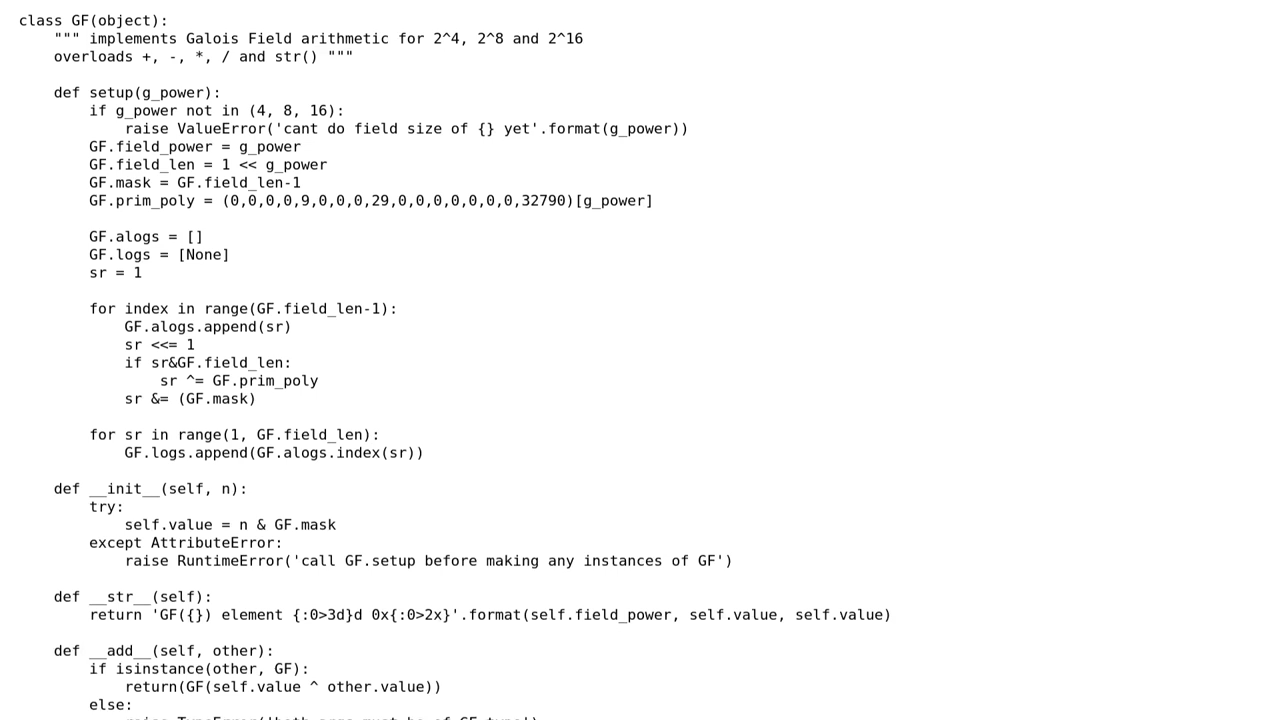 class GF(object):
    """ implements Galois Field arithmetic for 2^4, 2^8 and 2^16
    overloads +, -, *, / and str() """
    def setup(g_power):
        if g_power not in (4, 8, 16):
            raise ValueError('cant do field size of {} yet'.format(g_power))
        GF.field_power = g_power
        GF.field_len = 1 << g_power
        GF.mask = GF.field_len-1
        GF.prim_poly = (0,0,0,0,9,0,0,0,29,0,0,0,0,0,0,0,32790)[g_power]
        GF.alogs = []
        GF.logs = [None]
        sr = 1
        for index in range(GF.field_len-1):
            GF.alogs.append(sr)
            sr <<= 1
            if sr&GF.field_len:
                sr ^= GF.prim_poly
            sr &= (GF.mask)
        for sr in range(1, GF.field_len):
            GF.logs.append(GF.alogs.index(sr))
    def __init__(self, n):
        try:
            self.value = n & GF.mask
        except AttributeError:
            raise RuntimeError('call GF.setup before making any instances of GF')
    def __str__(self):
        return 'GF({}) element {:0>3d}d 0x{:0>2x}'.format(self.field_power, self.value, self.value)
    def __add__(self, other):
        if isinstance(other, GF):
            return(GF(self.value ^ other.value))
        else: